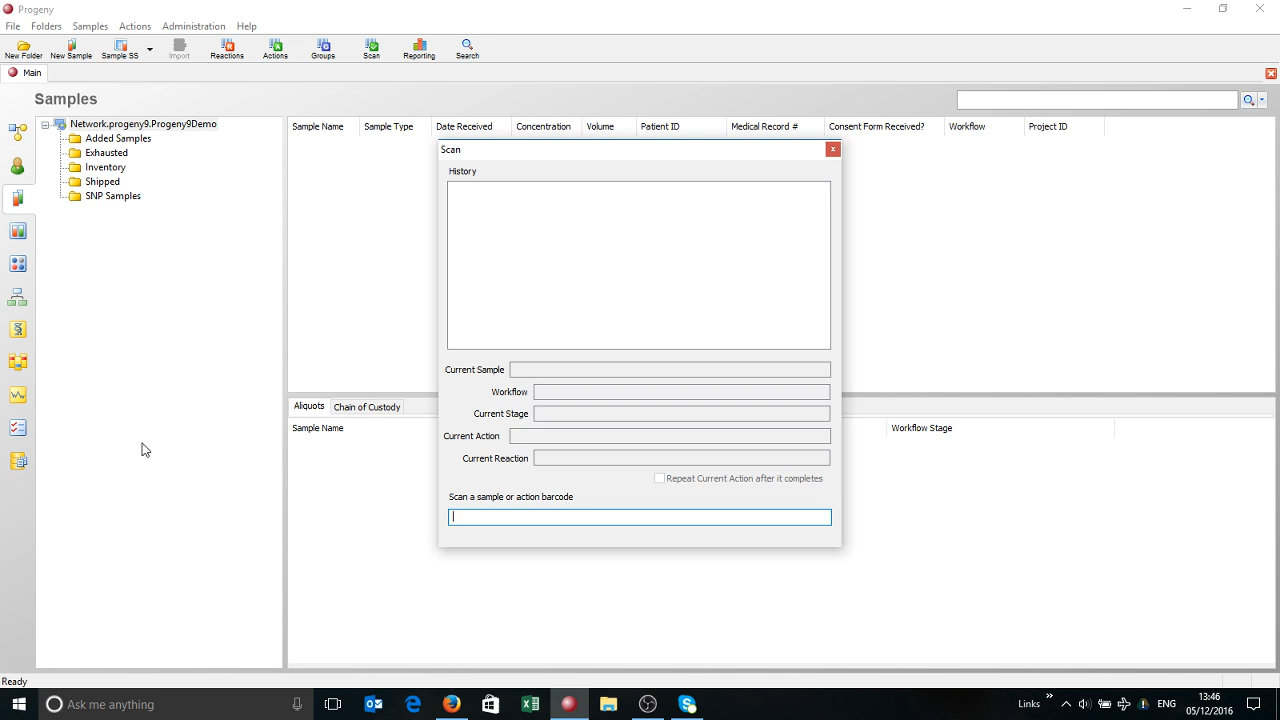 Progeny
File Folders Samples Actions Administration Help
New Folder New Sample Sample SS Import Reactions Actions Groups Scan Reporting Search
Main
Samples
Network.progeny9.Progeny9Demo
Added Samples
Exhausted
Inventory
Shipped
SNP Samples
Sample Name Sample Type Date Received Concentration Volume Patient ID Medical Record # Consent Form Received? Workflow Project ID
Scan
History
Current Sample
Workflow
Current Stage
Current Action
Current Reaction
Repeat Current Action after it completes
Scan a sample or action barcode
Aliquots Chain of Custody
Sample Name Workflow Stage
Ready
Ask me anything
Links » ENG 13:46
05/12/2016